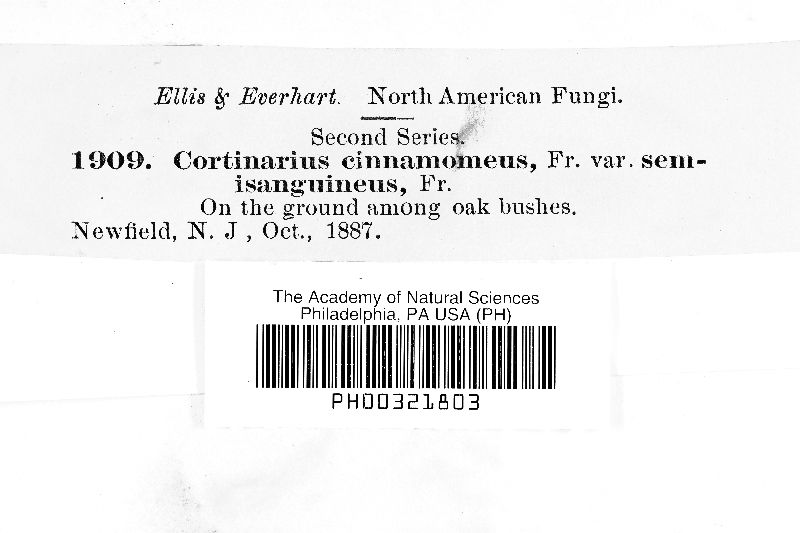 Ellis & Everhart. North American Fungi.
Second Series.
1909. Cortinarius cinnamomeus, Fr. var. sem-
isanguineus, Fr.
On the ground among oak bushes.
Newfield, N. J , Oct., 1887.
The Academy of Natural Sciences
Philadelphia, PA USA (PH)
PH00321803